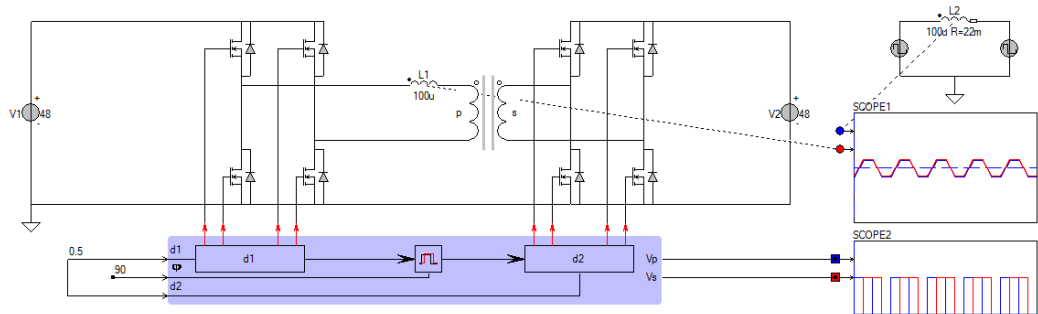 L2
100d R=22m
L1
100u
p
s
V1
+
48
-
V2
+
48
-
SCOPE1
0.5
d1
d1
d2
Vp
90
φ
Vs
d2
SCOPE2